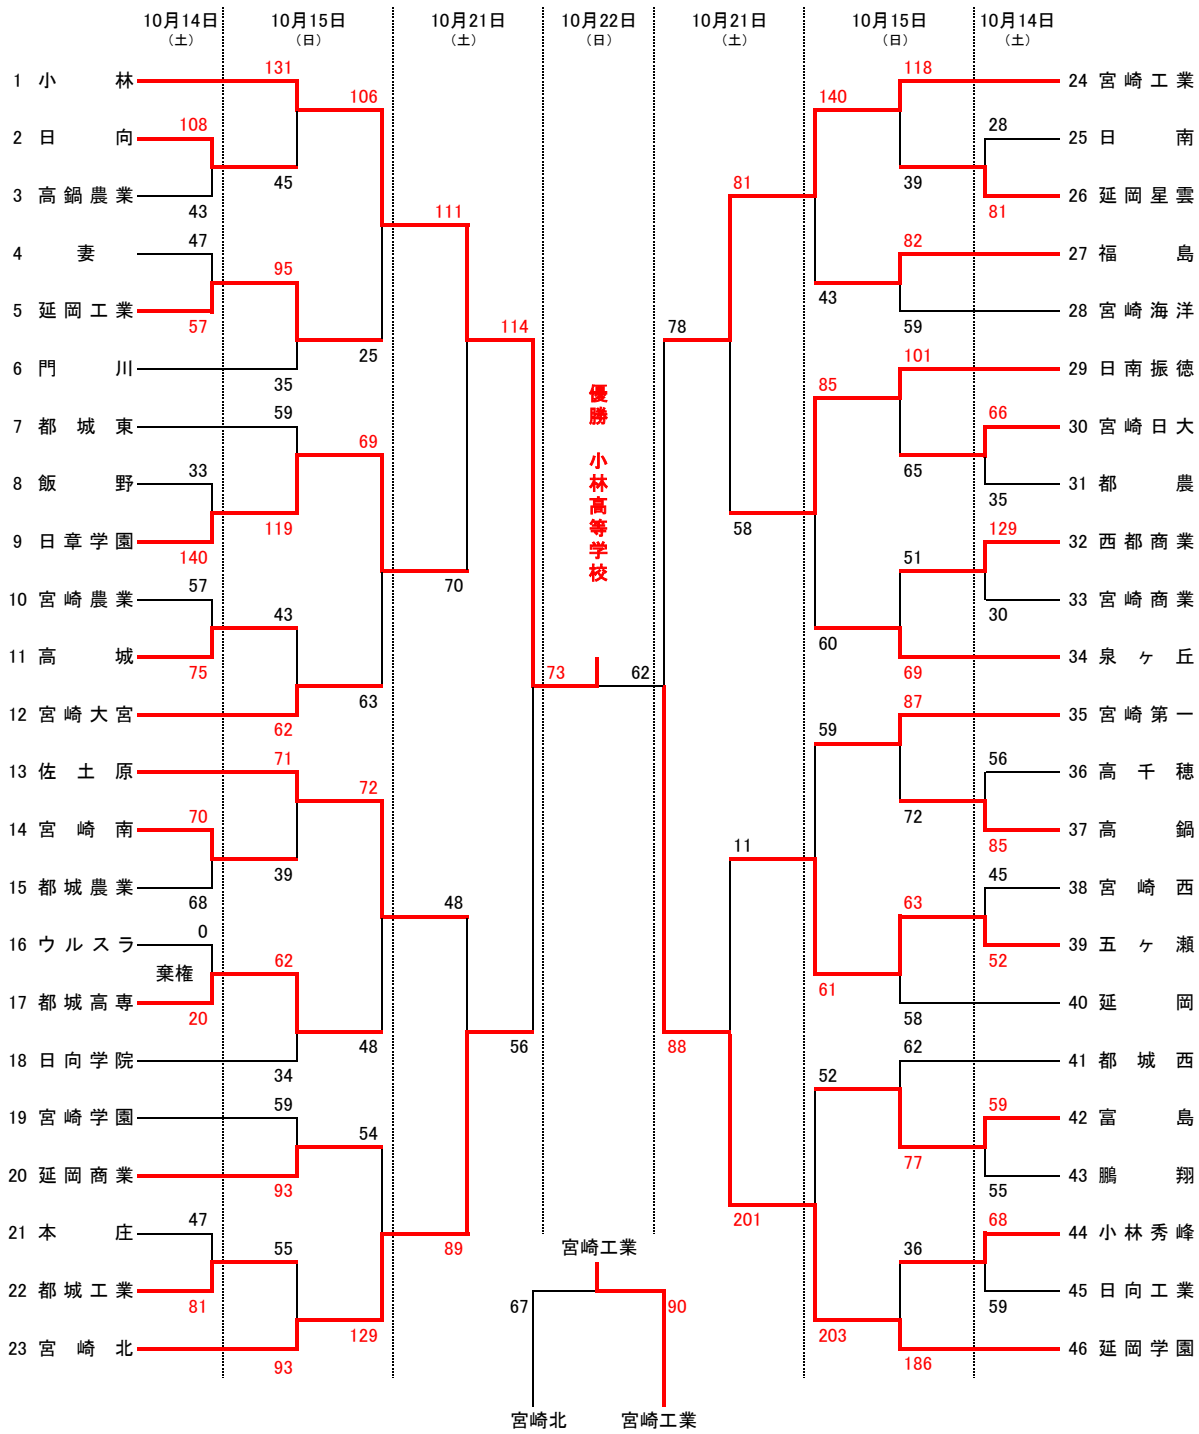 10月14日 10月15日 10月21日 10月22日 10月21日 10月15日 10月14日
（土） （日） （土） （日） （土） （日） （土）
1 小林
2 日向
3 高鍋農業
4 妻
5 延岡工業
6 門川
7 都城東
8 飯野
9 日章学園
10 宮崎農業
11 高城
12 宮崎大宮
13 佐土原
14 宮崎南
15 都城農業
16 ウルスラ
17 都城高専
18 日向学院
19 宮崎学園
20 延岡商業
21 本庄
22 都城工業
23 宮崎北
108
43
47
57
33
140
57
75
70
68
0
棄権
20
47
81
131
45
95
35
59
119
43
62
71
39
62
34
59
93
55
93
106
25
69
63
72
48
54
129
111
70
48
89
114
56
優勝 小林高等学校
73
62
78
88
81
58
11
201
140
43
85
60
59
61
52
203
118
39
82
59
101
65
51
69
87
72
63
58
62
77
36
186
28
81
66
35
129
30
56
85
45
52
59
55
68
59
24 宮崎工業
25 日南
26 延岡星雲
27 福島
28 宮崎海洋
29 日南振徳
30 宮崎日大
31 都農
32 西都商業
33 宮崎商業
34 泉ヶ丘
35 宮崎第一
36 高千穂
37 高鍋
38 宮崎西
39 五ヶ瀬
40 延岡
41 都城西
42 富島
43 鵬翔
44 小林秀峰
45 日向工業
46 延岡学園
宮崎工業
67 90
宮崎北 宮崎工業